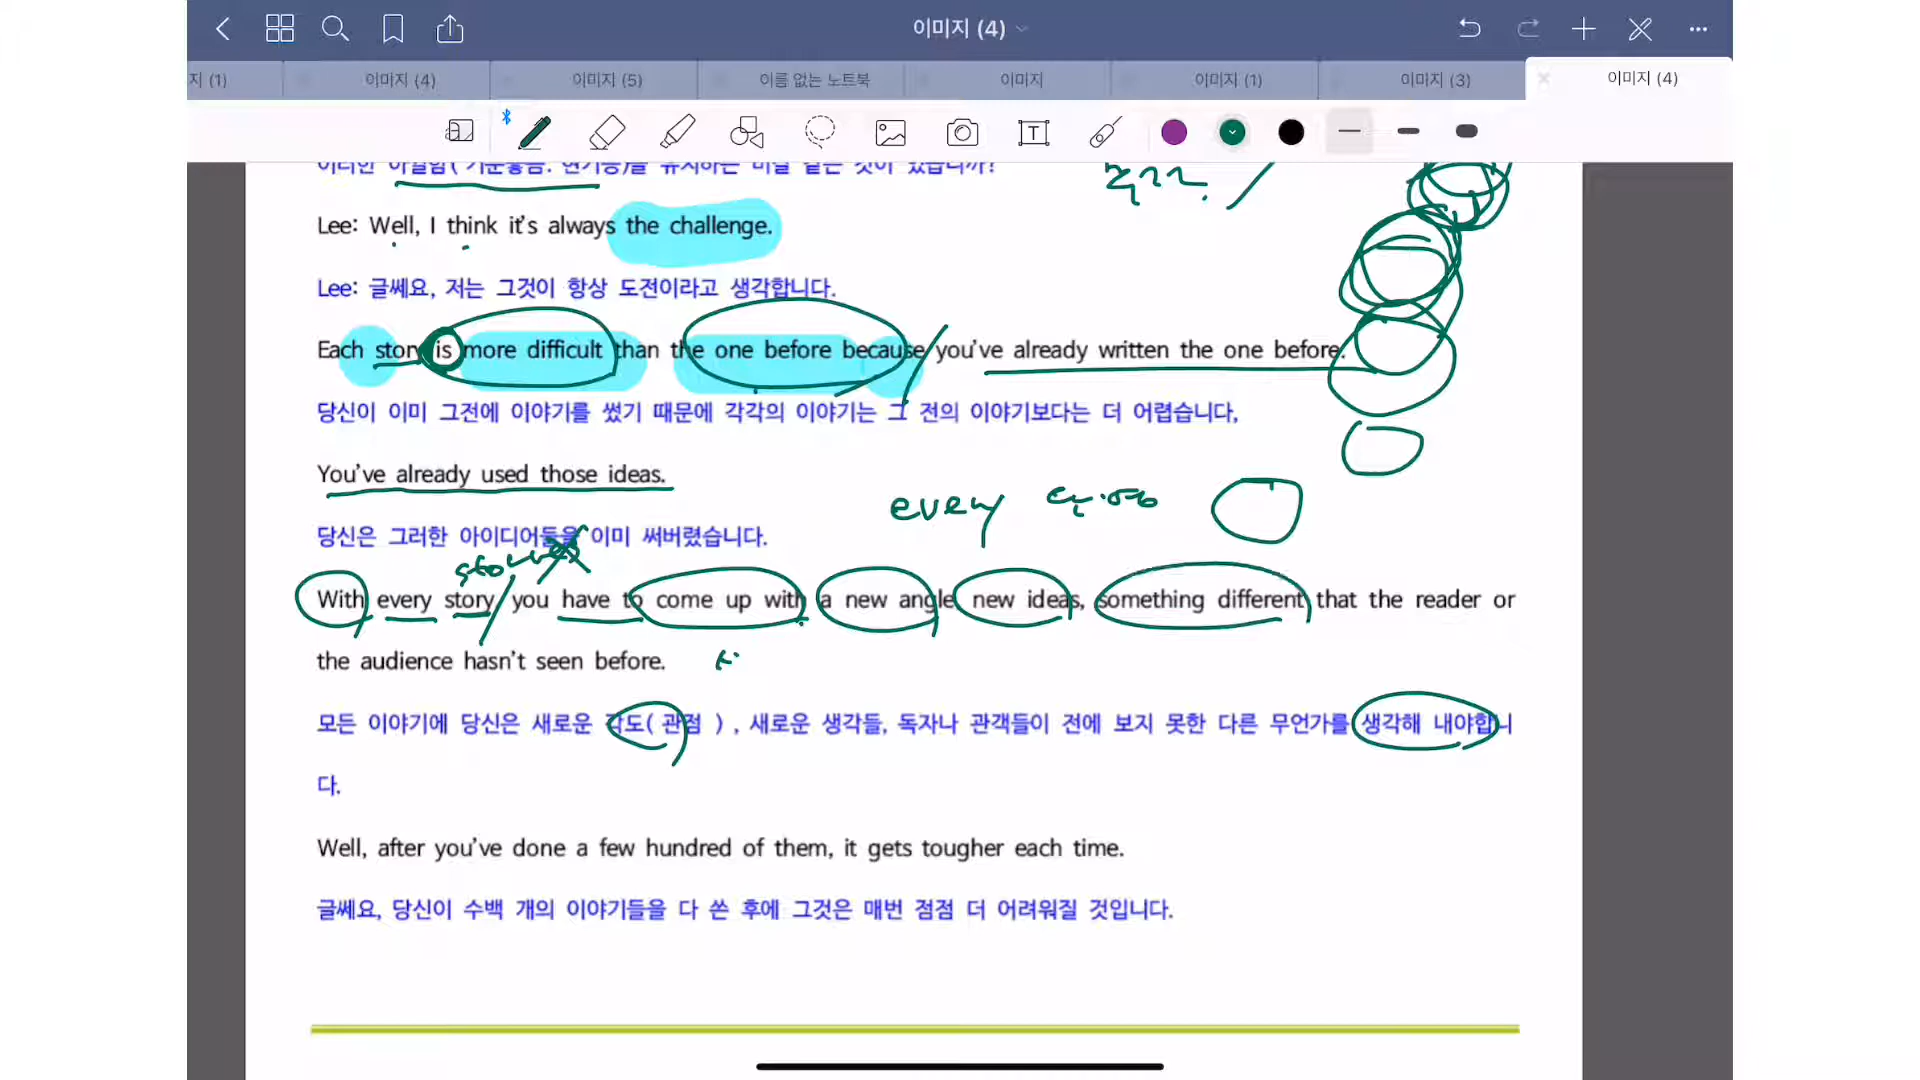 이미지 (4)
지 (1)
이미지 (4)
이미지 (5)
이름 없는 노트북
이미지
이미지 (1)
이미지 (3)
이미지 (4)
Lee: Well, I think it's always the challenge.
Lee: 글쎄요, 저는 그것이 항상 도전이라고 생각합니다.
Each story is more difficult than the one before because you've already written the one before.
당신이 이미 그전에 이야기를 썼기 때문에 각각의 이야기는 그 전의 이야기보다는 더 어렵습니다,
You've already used those ideas.
every
당신은 그러한 아이디어들을 이미 써버렸습니다.
With every story you have to come up with a new angle new ideas, something different that the reader or
the audience hasn't seen before.
모든 이야기에 당신은 새로운 각도( 관점 ) , 새로운 생각들, 독자나 관객들이 전에 보지 못한 다른 무언가를 생각해 내야합니
다.
Well, after you've done a few hundred of them, it gets tougher each time.
글쎄요, 당신이 수백 개의 이야기들을 다 쓴 후에 그것은 매번 점점 더 어려워질 것입니다.